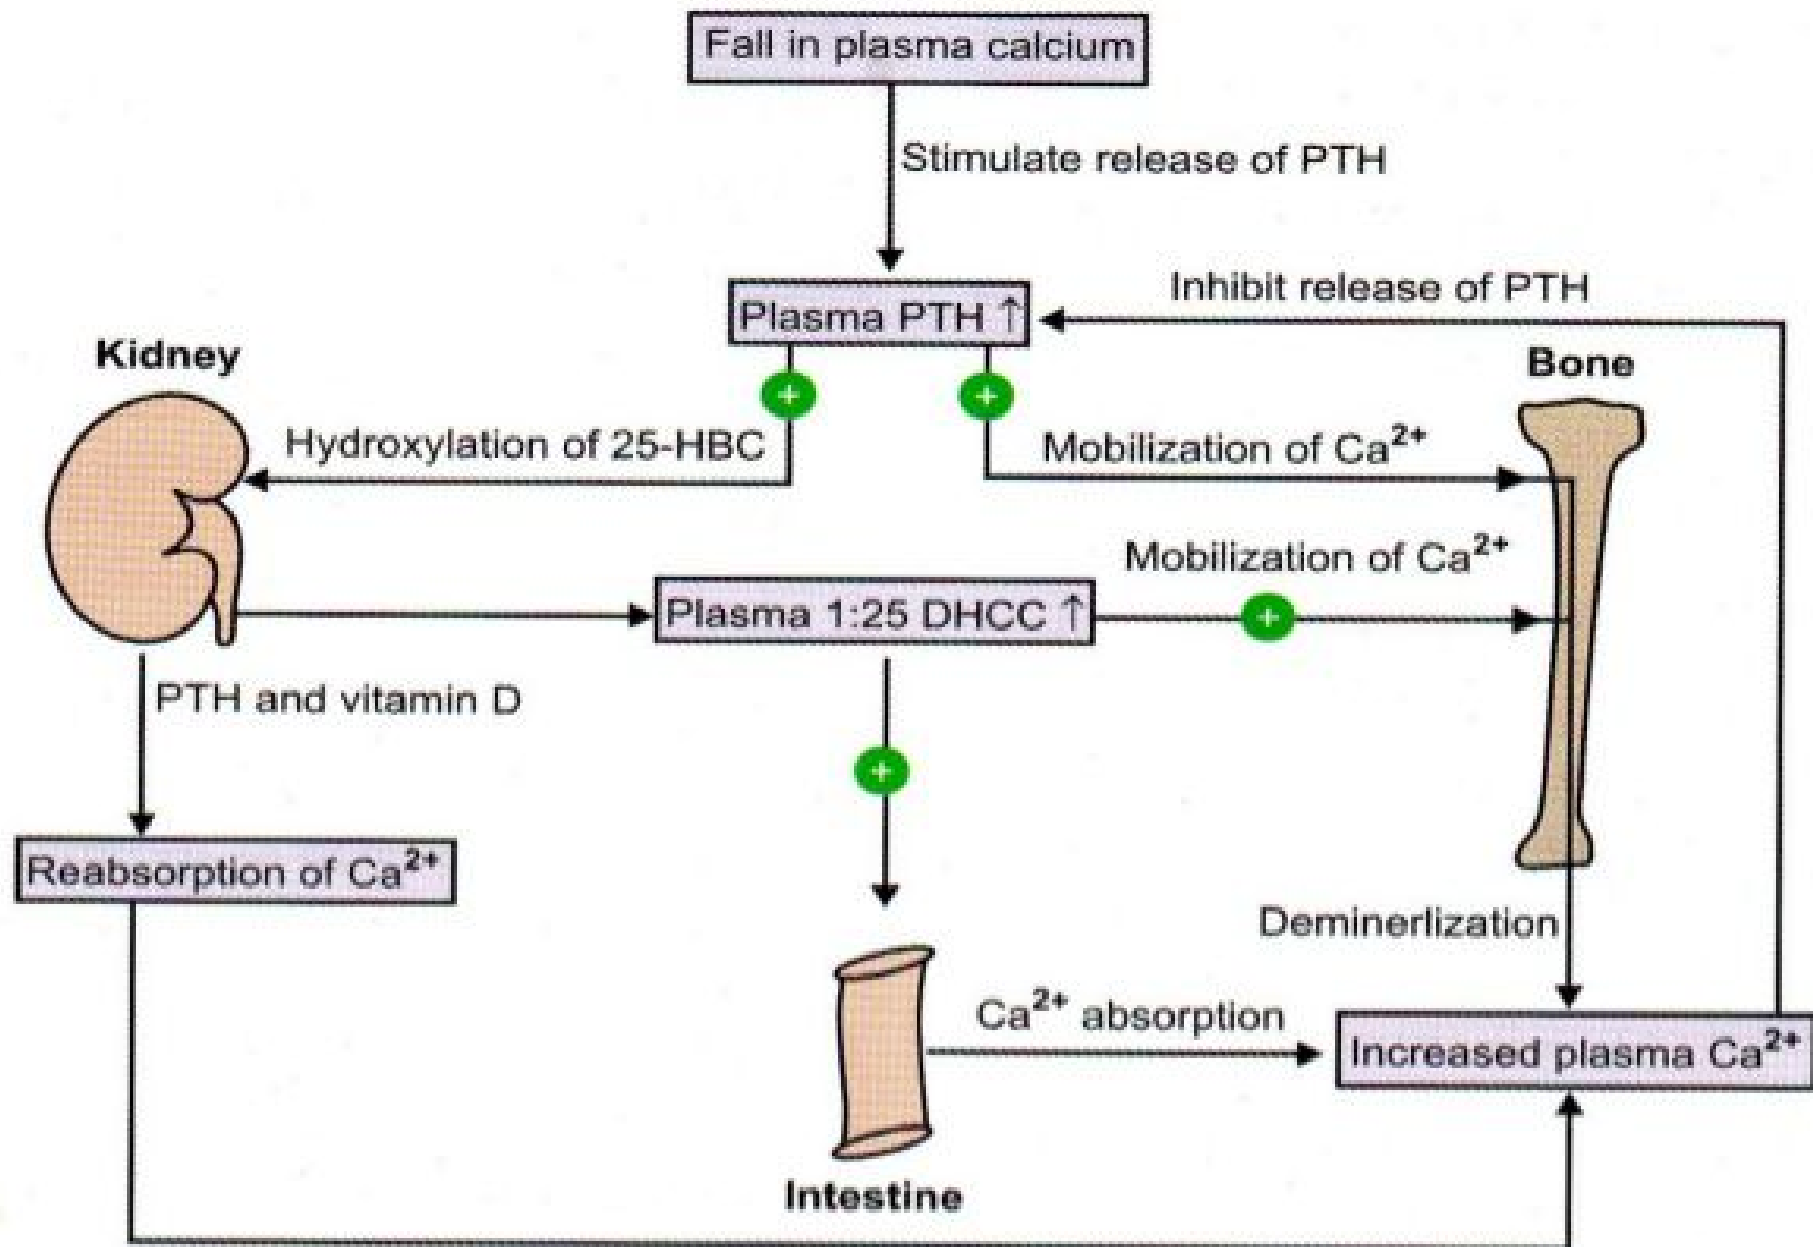 Fall in plasma calcium
Stimulate release of PTH
Inhibit release of PTH
Plasma PTH ↑
Kidney
Bone
+
+
Hydroxylation of 25-HBC
Mobilization of Ca²⁺
Mobilization of Ca²⁺
Plasma 1:25 DHCC ↑
+
PTH and vitamin D
+
Reabsorption of Ca²⁺
Deminerlization
Ca²⁺ absorption
Increased plasma Ca²⁺
Intestine